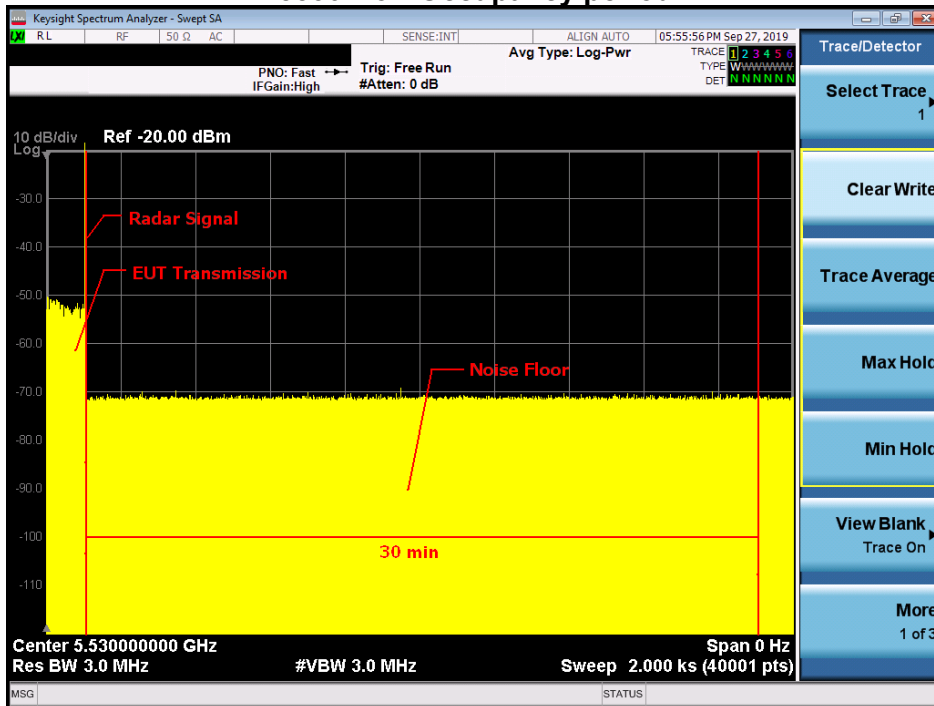 Keysight Spectrum Analyzer - Swept SA
LXI RL RF 50 Ω AC SENSE:INT ALIGN AUTO 05:55:56 PM Sep 27, 2019
Avg Type: Log-Pwr TRACE 1 2 3 4 5 6
PNO: Fast Trig: Free Run TYPE WWWWWW
IFGain:High #Atten: 0 dB DET N N N N N N
10 dB/div Ref -20.00 dBm
Log
-30.0
Radar Signal
-40.0
EUT Transmission
-50.0
-60.0
Noise Floor
-70.0
-80.0
-90.0
-100
30 min
-110
Center 5.530000000 GHz Span 0 Hz
Res BW 3.0 MHz #VBW 3.0 MHz Sweep 2.000 ks (40001 pts)
MSG STATUS
Trace/Detector
Select Trace
1
Clear Write
Trace Average
Max Hold
Min Hold
View Blank
Trace On
More
1 of 3